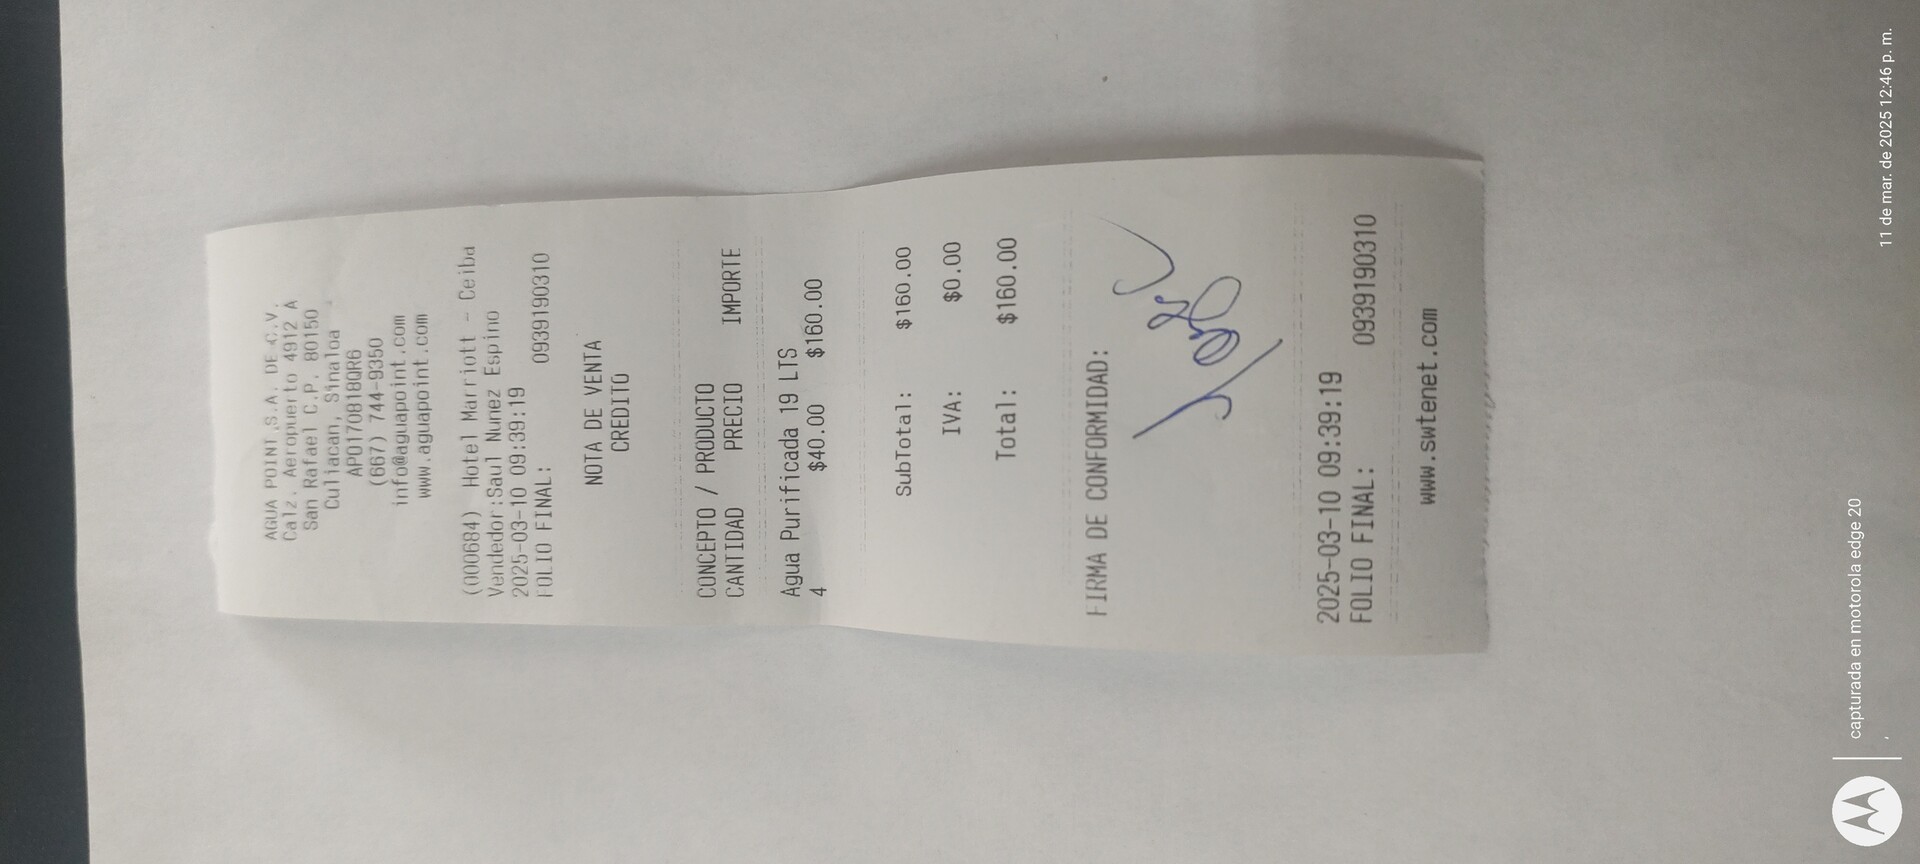 AGUA POINT S.A. DE C.V.
Calz. Aeropuerto 4912 A
San Rafael C.P. 80150
Culiacan, Sinaloa
APO170818QR6
(667) 744-9350
info@aguapoint.com
www.aguapoint.com
(000684) Hotel Marriott - Ceiba
Vendedor:Saul Nunez Espino
2025-03-10 09:39:19
FOLIO FINAL: 0939190310
NOTA DE VENTA
CREDITO
CONCEPTO / PRODUCTO
CANTIDAD PRECIO IMPORTE
Agua Purificada 19 LTS
4 $40.00 $160.00
SubTotal: $160.00
IVA: $0.00
Total: $160.00
FIRMA DE CONFORMIDAD:
2025-03-10 09:39:19
FOLIO FINAL: 0939190310
www.swtenet.com
capturada en motorola edge 20
11 de mar. de 2025 12:46 p. m.